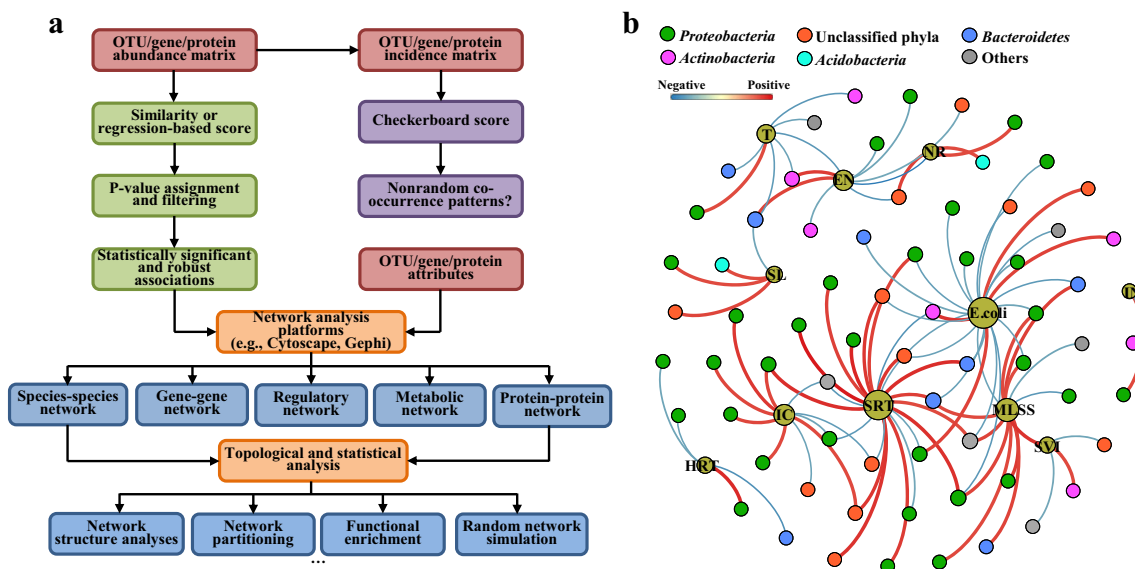 a
OTU/gene/protein
abundance matrix
OTU/gene/protein
incidence matrix
Similarity or
regression-based score
Checkerboard score
P-value assignment
and filtering
Nonrandom co-
occurrence patterns?
Statistically significant
and robust
associations
OTU/gene/protein
attributes
Network analysis
platforms
(e.g., Cytoscape, Gephi)
Species-species
network
Gene-gene
network
Regulatory
network
Metabolic
network
Protein-protein
network
Topological and statistical
analysis
Network
structure analyses
Network
partitioning
Functional
enrichment
Random network
simulation
...
b
Proteobacteria
Unclassified phyla
Bacteroidetes
Actinobacteria
Acidobacteria
Others
Negative
Positive
T
NR
EN
SL
IN
E.coli
SRT
IC
MLSS
SVI
HRT